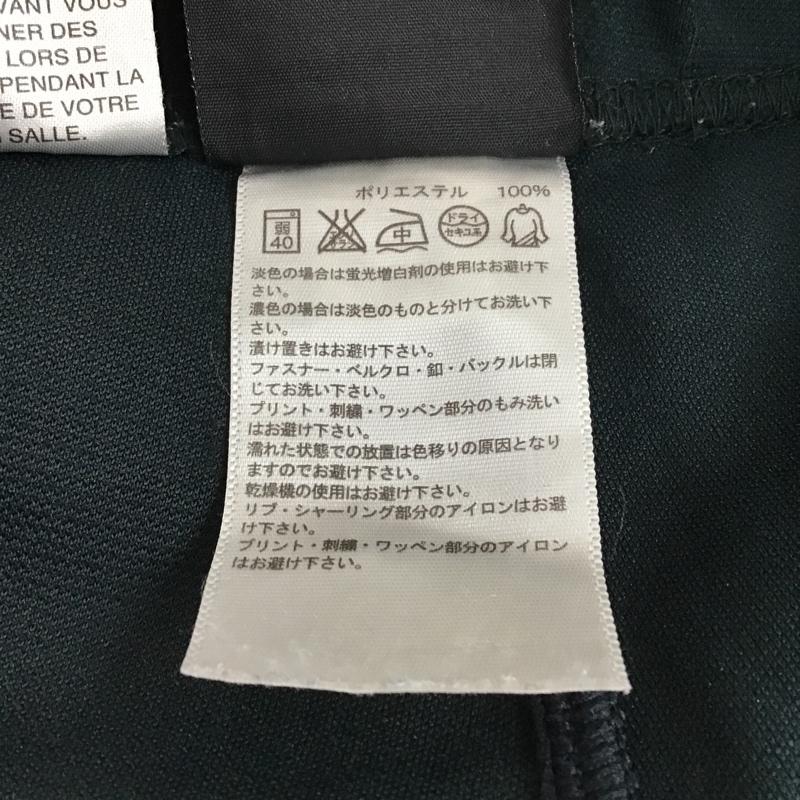 VANT VOUS
NER DES
LORS DE
PENDANT LA
E DE VOTRE
SALLE.
ポリエステル 100%
弱 40 中 ドライ セキユ系
淡色の場合は蛍光増白剤の使用はお避け下
さい。
濃色の場合は淡色のものと分けてお洗い下
さい。
漬け置きはお避け下さい。
ファスナー・ベルクロ・釦・バックルは閉
じてお洗い下さい。
プリント・刺繍・ワッペン部分のもみ洗い
はお避け下さい。
濡れた状態での放置は色移りの原因となり
ますのでお避け下さい。
乾燥機の使用はお避け下さい。
リブ・シャーリング部分のアイロンはお避
け下さい。
プリント・刺繍・ワッペン部分のアイロン
はお避け下さい。